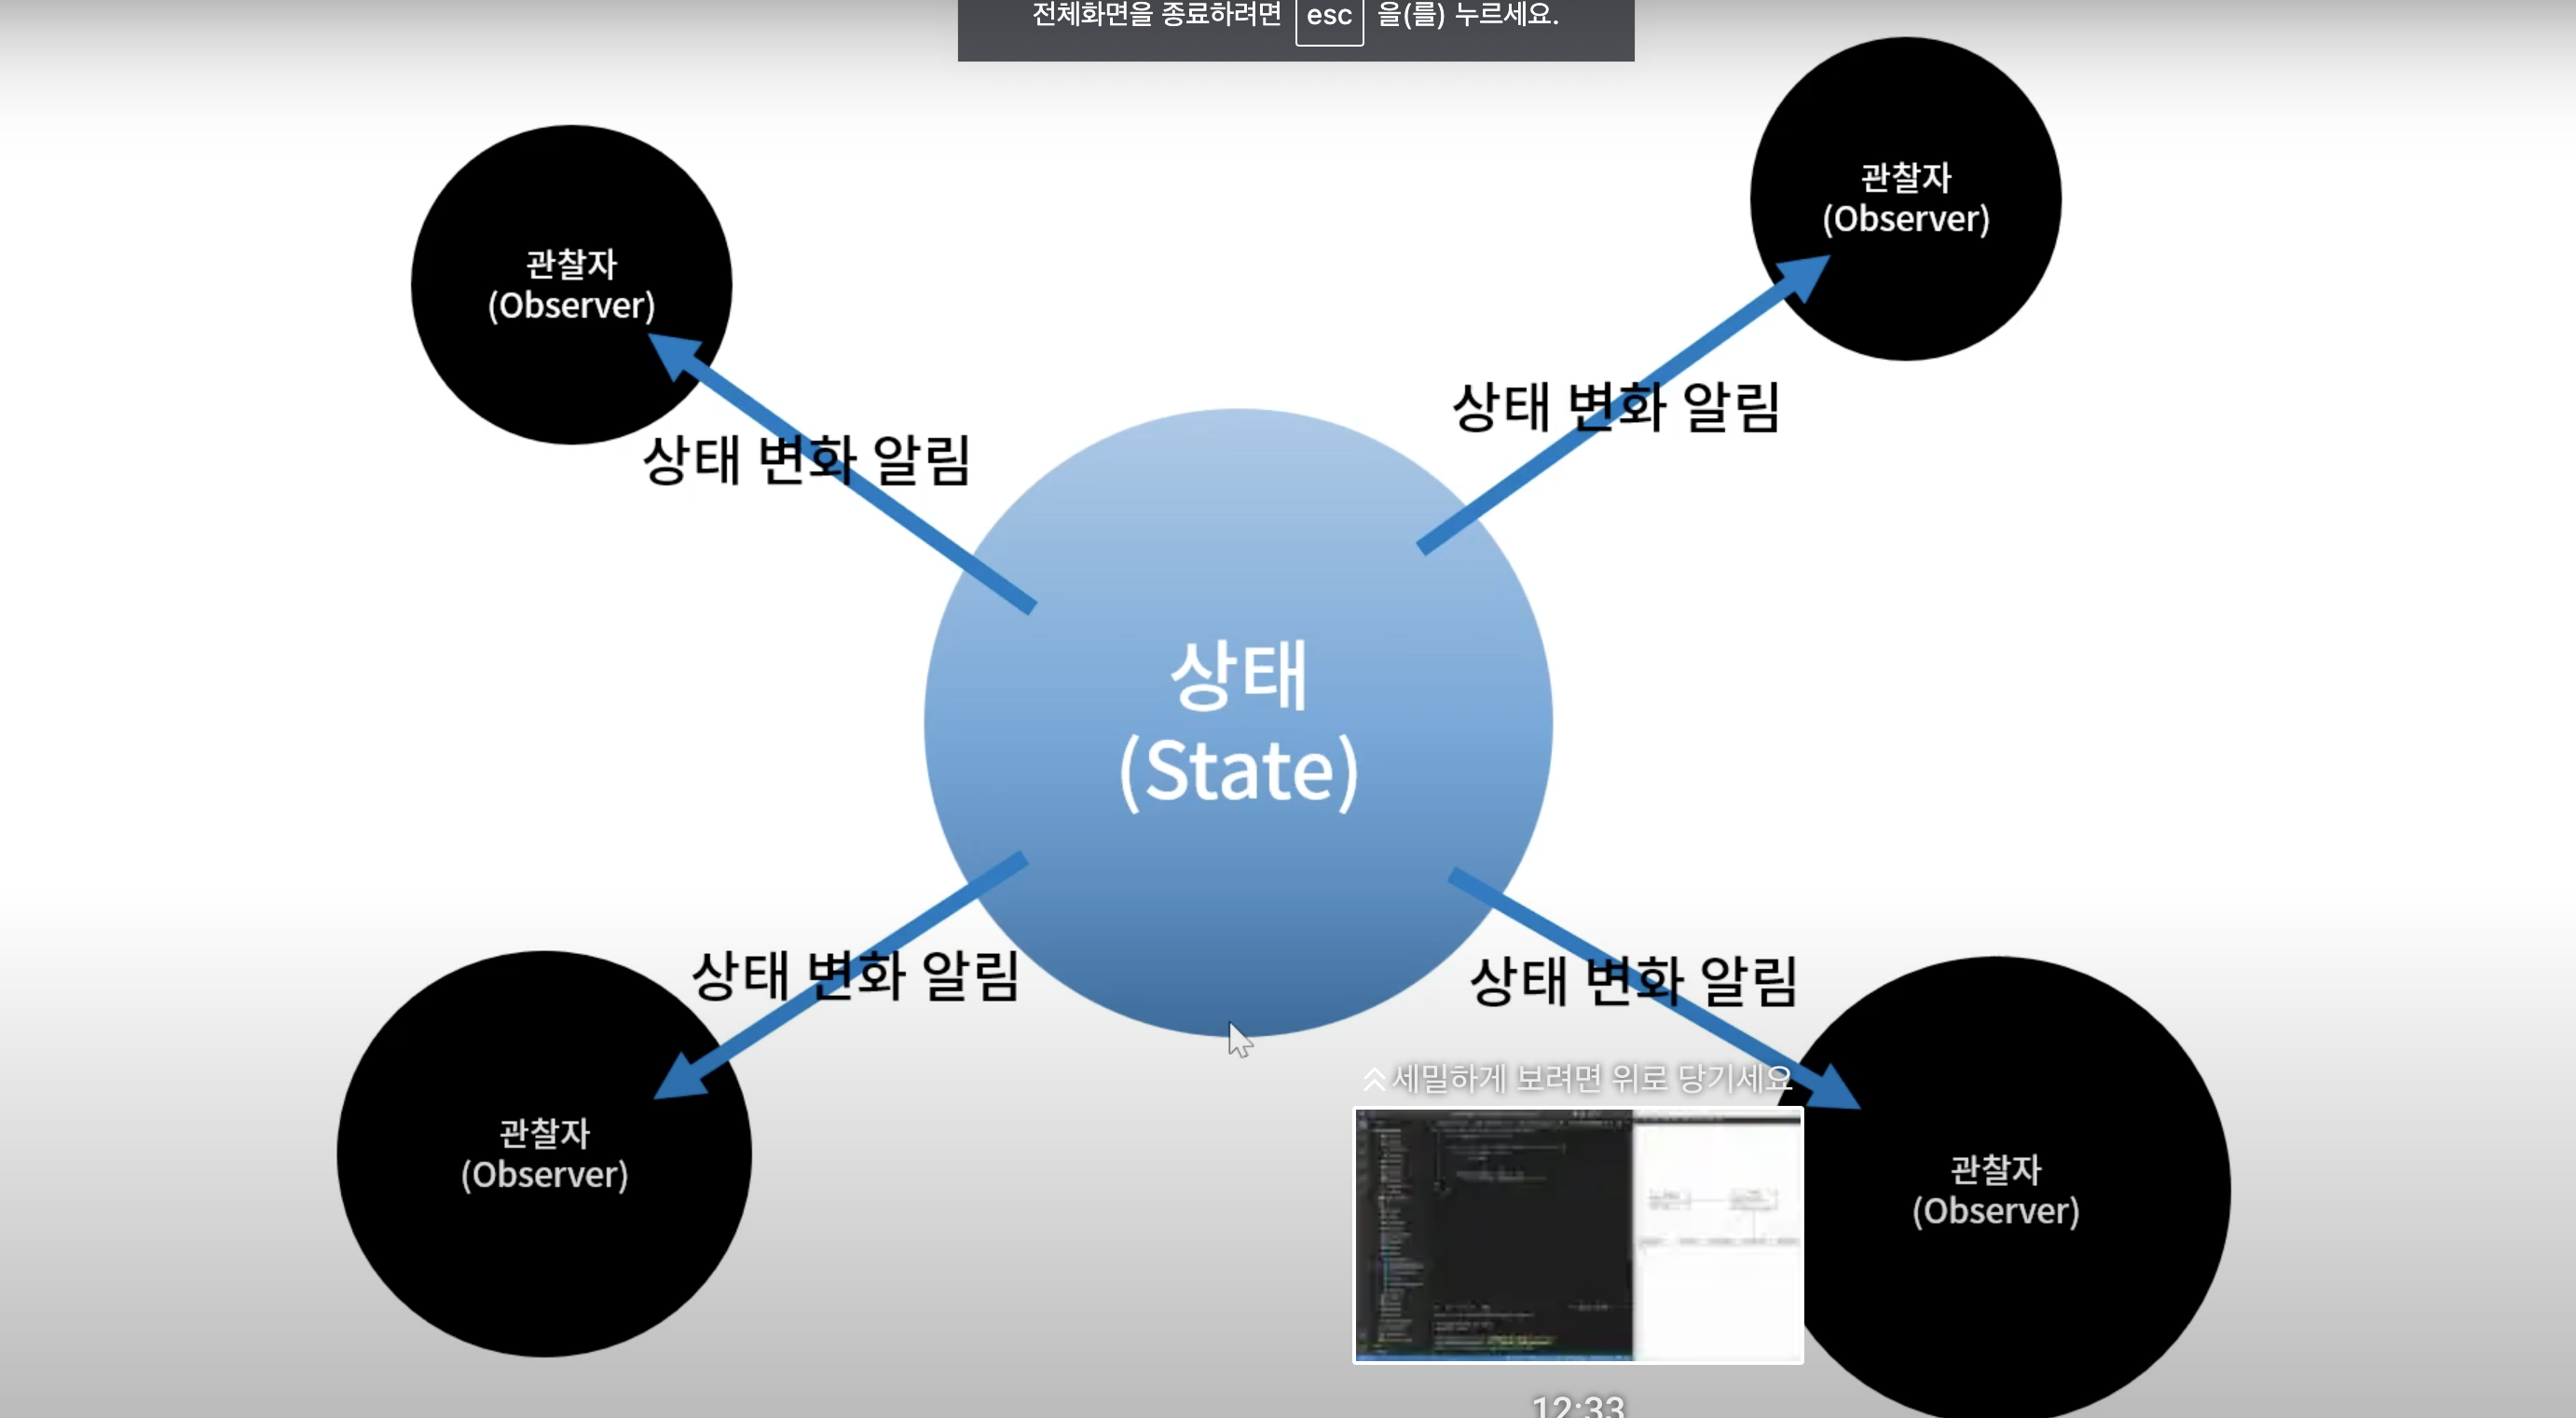 전체화면을 종료하려면 esc 을(를) 누르세요.
관찰자
(Observer)
관찰자
(Observer)
상태 변화 알림
상태 변화 알림
상태
(State)
상태 변화 알림
상태 변화 알림
세밀하게 보려면 위로 당기세요
관찰자
(Observer)
관찰자
(Observer)
12:33